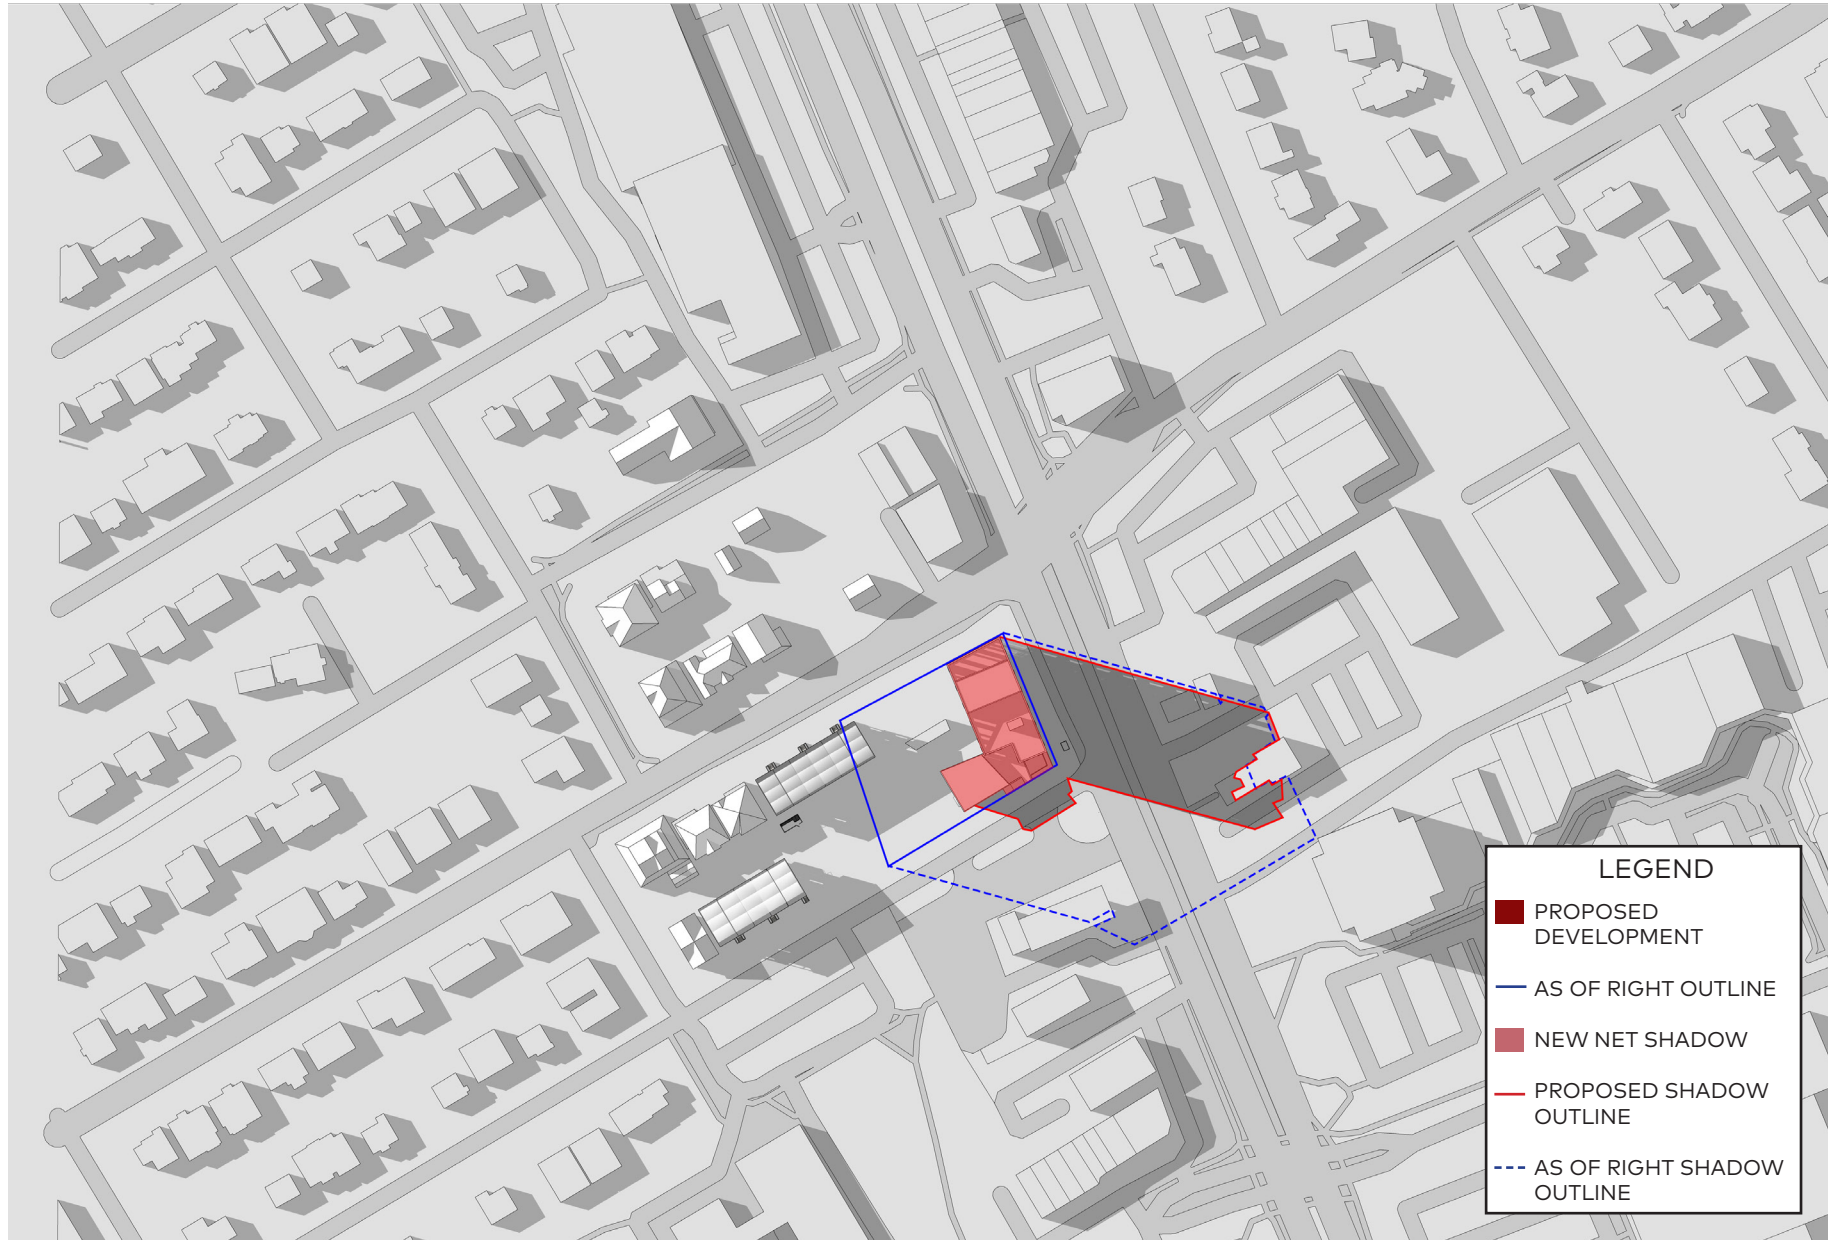 LEGEND
PROPOSED
DEVELOPMENT
AS OF RIGHT OUTLINE
NEW NET SHADOW
PROPOSED SHADOW
OUTLINE
AS OF RIGHT SHADOW
OUTLINE